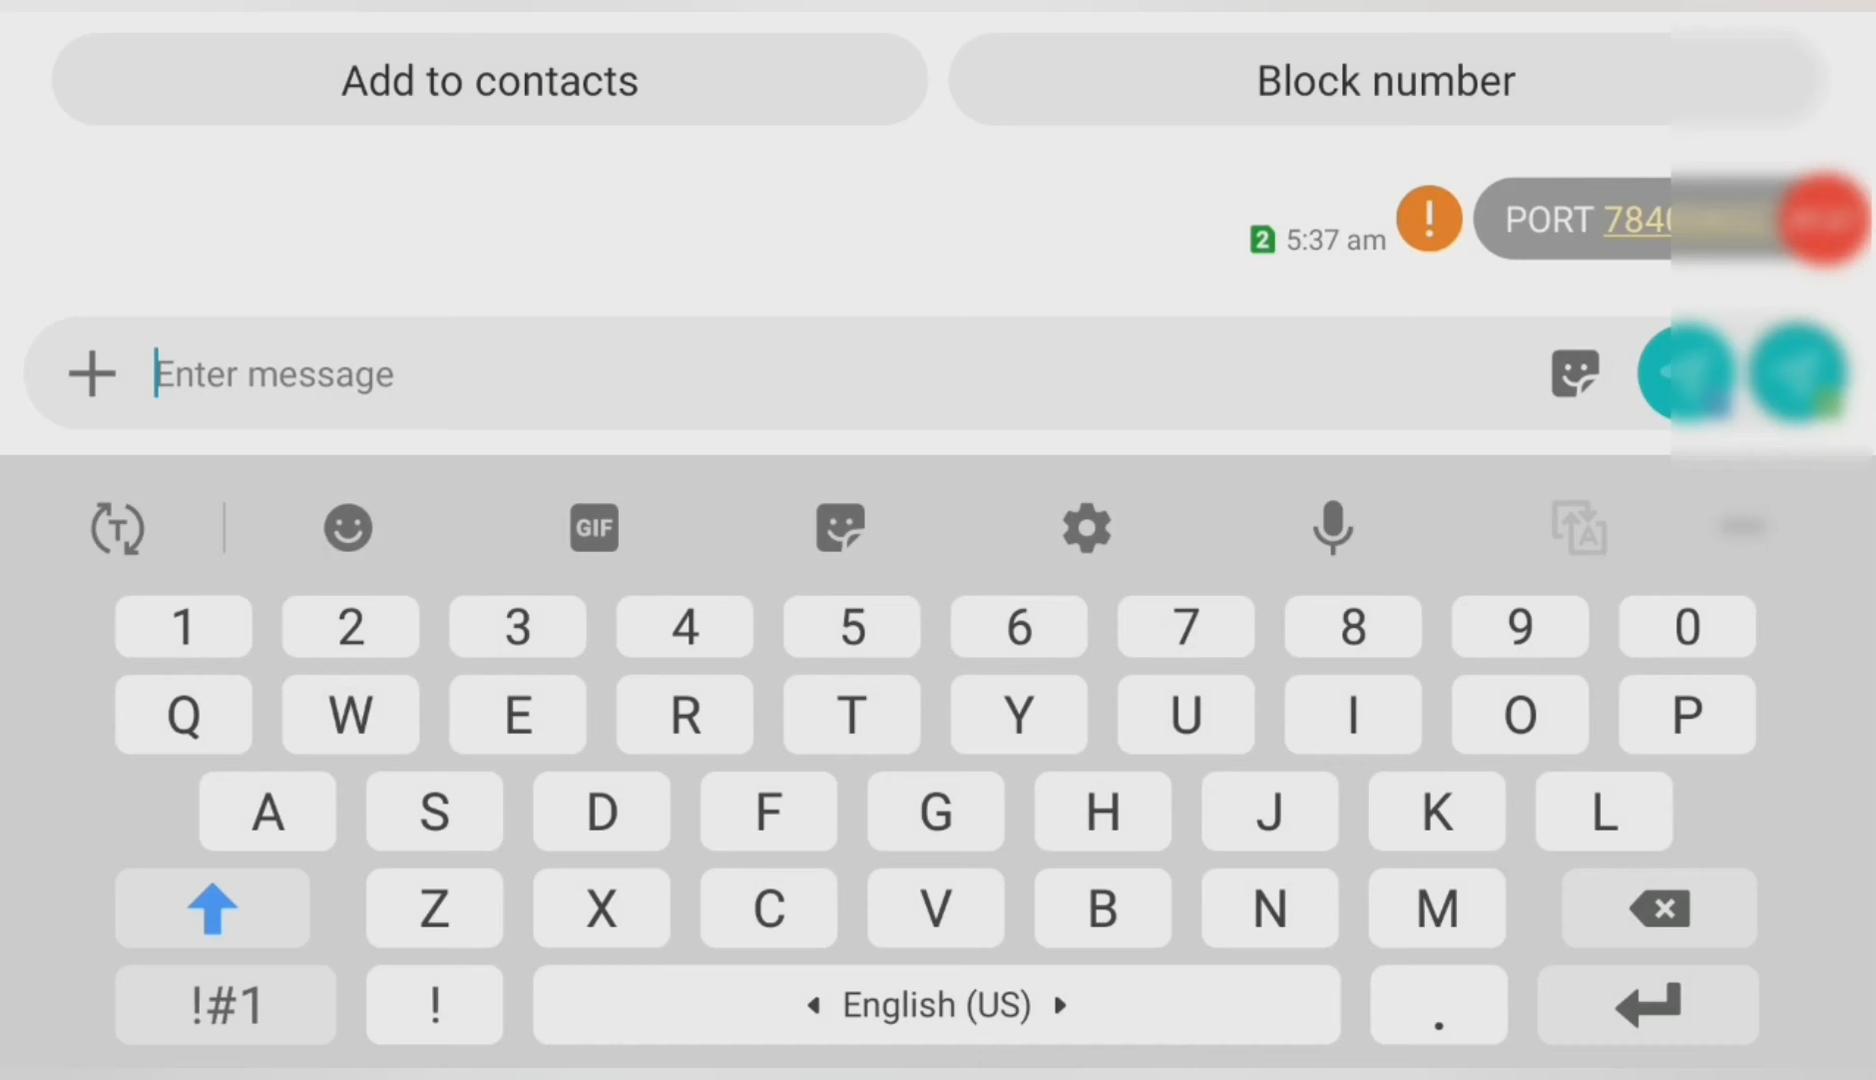 Add to contacts
Block number
2 5:37 am ! PORT 784
Enter message
T GIF A
1 2 3 4 5 6 7 8 9 0
Q W E R T Y U I O P
A S D F G H J K L
Z X C V B N M
!#1 ! English (US) .